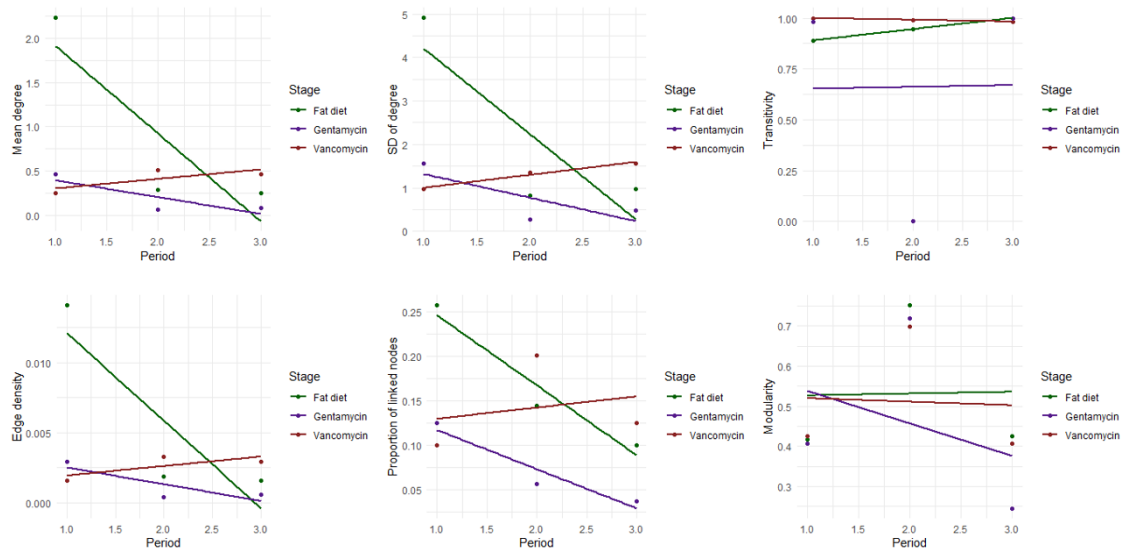 Mean degree
2.0
1.5
1.0
0.5
0.0
1.0 1.5 2.0 2.5 3.0
Period
Stage
Fat diet
Gentamycin
Vancomycin
SD of degree
5
4
3
2
1
0
1.0 1.5 2.0 2.5 3.0
Period
Stage
Fat diet
Gentamycin
Vancomycin
Transitivity
1.00
0.75
0.50
0.25
0.00
1.0 1.5 2.0 2.5 3.0
Period
Stage
Fat diet
Gentamycin
Vancomycin
Edge density
0.010
0.005
0.000
1.0 1.5 2.0 2.5 3.0
Period
Stage
Fat diet
Gentamycin
Vancomycin
Proportion of linked nodes
0.25
0.20
0.15
0.10
0.05
1.0 1.5 2.0 2.5 3.0
Period
Stage
Fat diet
Gentamycin
Vancomycin
Modularity
0.7
0.6
0.5
0.4
0.3
1.0 1.5 2.0 2.5 3.0
Period
Stage
Fat diet
Gentamycin
Vancomycin